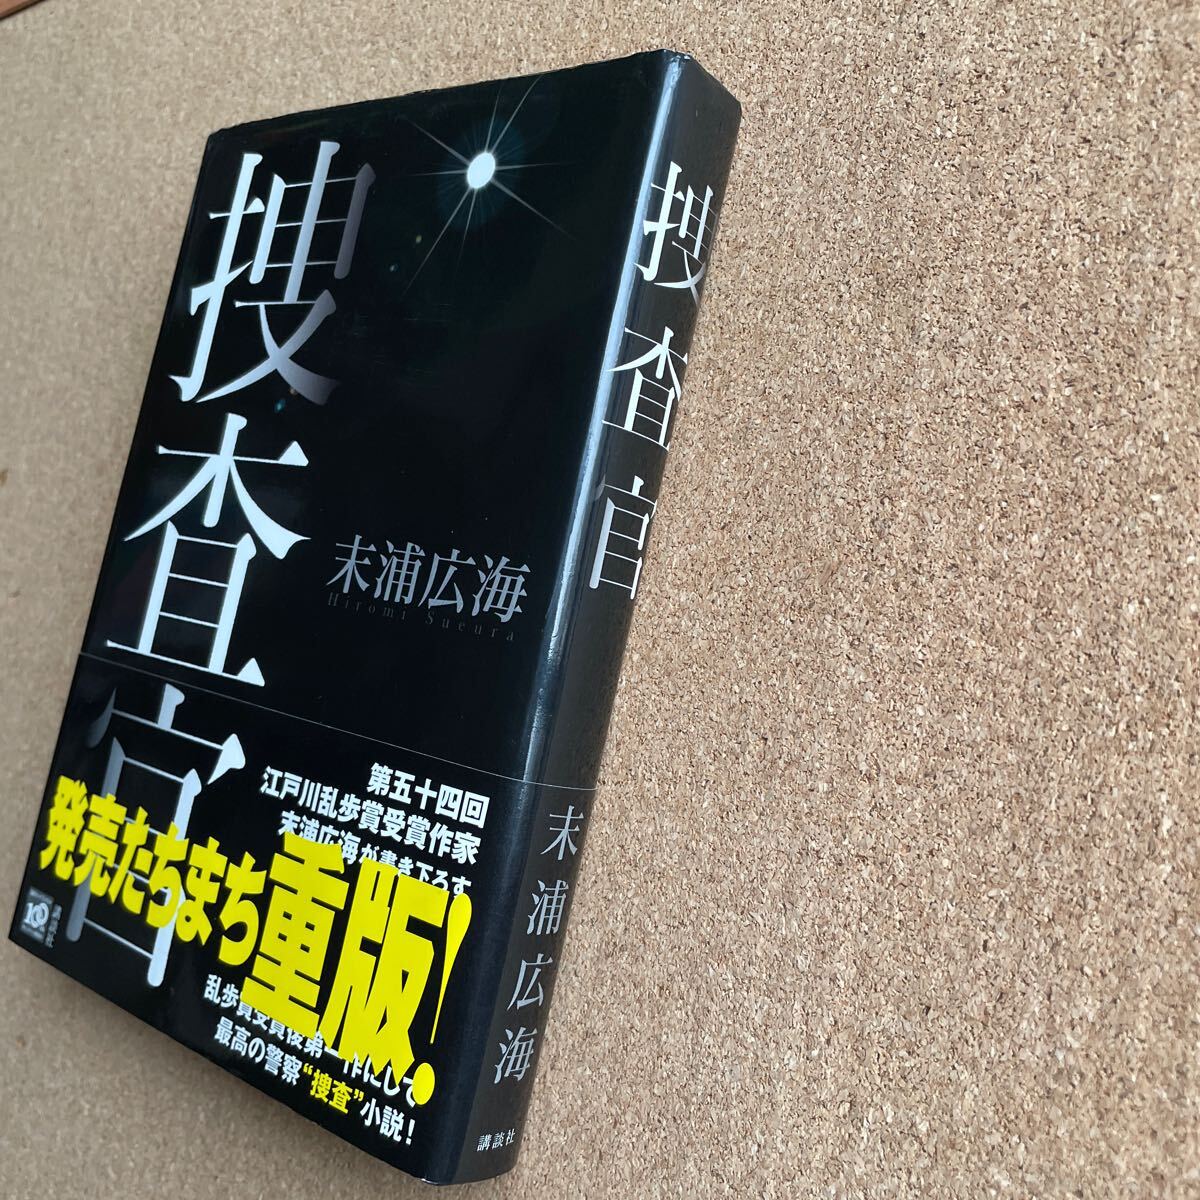 捜査官
末浦広海
Hiromi Sueura
第五十四回
江戸川乱歩賞受賞作家
末浦広海が書き下ろす
発売たちまち重版!
乱歩賞受賞後第一作にして
最高の警察“捜査”小説!
100
捜査官
末浦広海
講談社